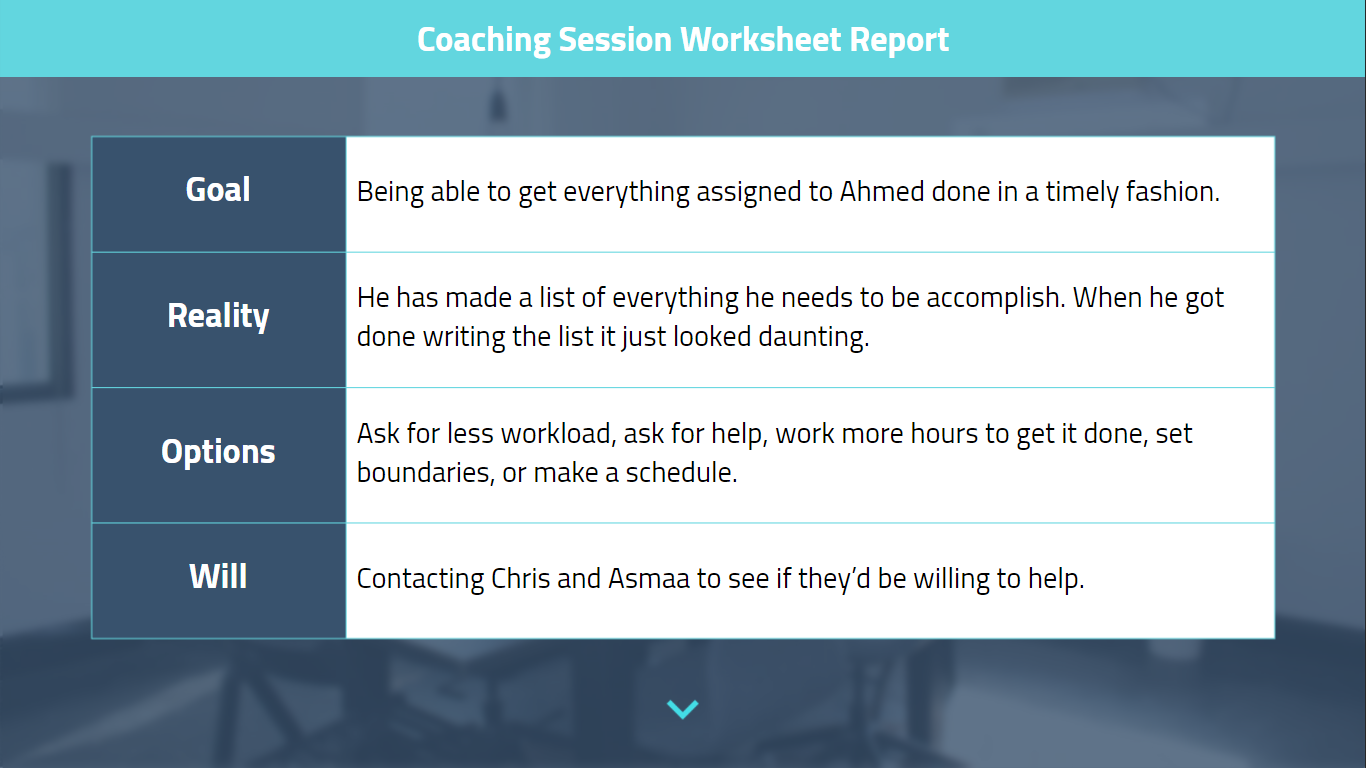 Coaching Session Worksheet Report
Goal
Being able to get everything assigned to Ahmed done in a timely fashion.
Reality
He has made a list of everything he needs to be accomplish. When he got
done writing the list it just looked daunting.
Options
Ask for less workload, ask for help, work more hours to get it done, set
boundaries, or make a schedule.
Will
Contacting Chris and Asmaa to see if they’d be willing to help.